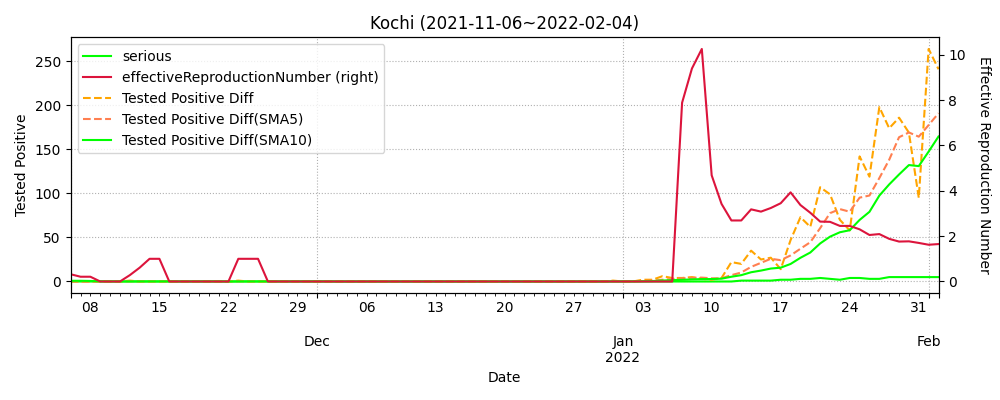 Kochi (2021-11-06~2022-02-04)
serious
effectiveReproductionNumber (right)
Tested Positive Diff
Tested Positive Diff(SMA5)
Tested Positive Diff(SMA10)
Tested Positive
250
200
150
100
50
0
10
8
6
4
2
0
Effective Reproduction Number
08 15 22 29 06 13 20 27 03 10 17 24 31
Dec Jan Feb
2022
Date